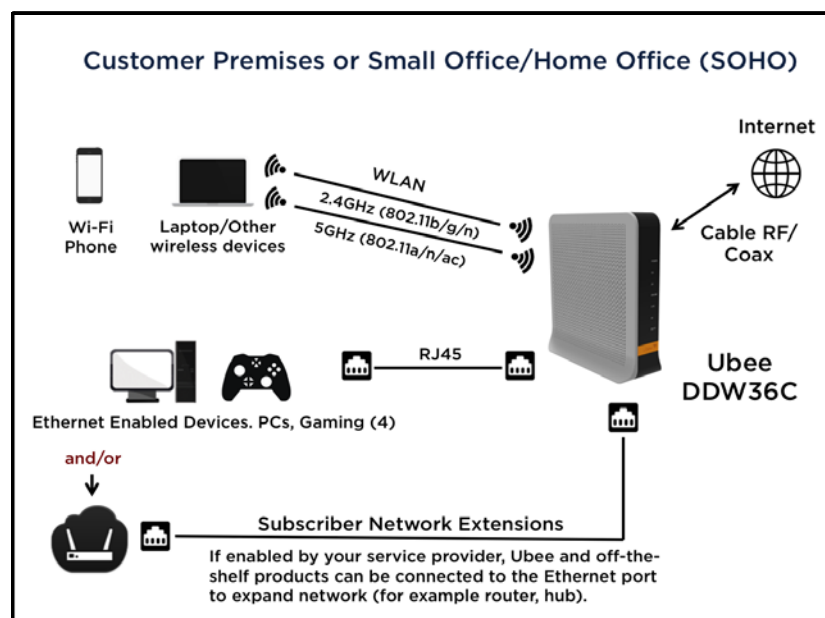 Customer Premises or Small Office/Home Office (SOHO)
Internet
WLAN
2.4GHz (802.11b/g/n)
5GHz (802.11a/n/ac)
Wi-Fi
Phone
Laptop/Other
wireless devices
Cable RF/
Coax
RJ45
Ubee
DDW36C
Ethernet Enabled Devices. PCs, Gaming (4)
and/or
Subscriber Network Extensions
If enabled by your service provider, Ubee and off-the-
shelf products can be connected to the Ethernet port
to expand network (for example router, hub).